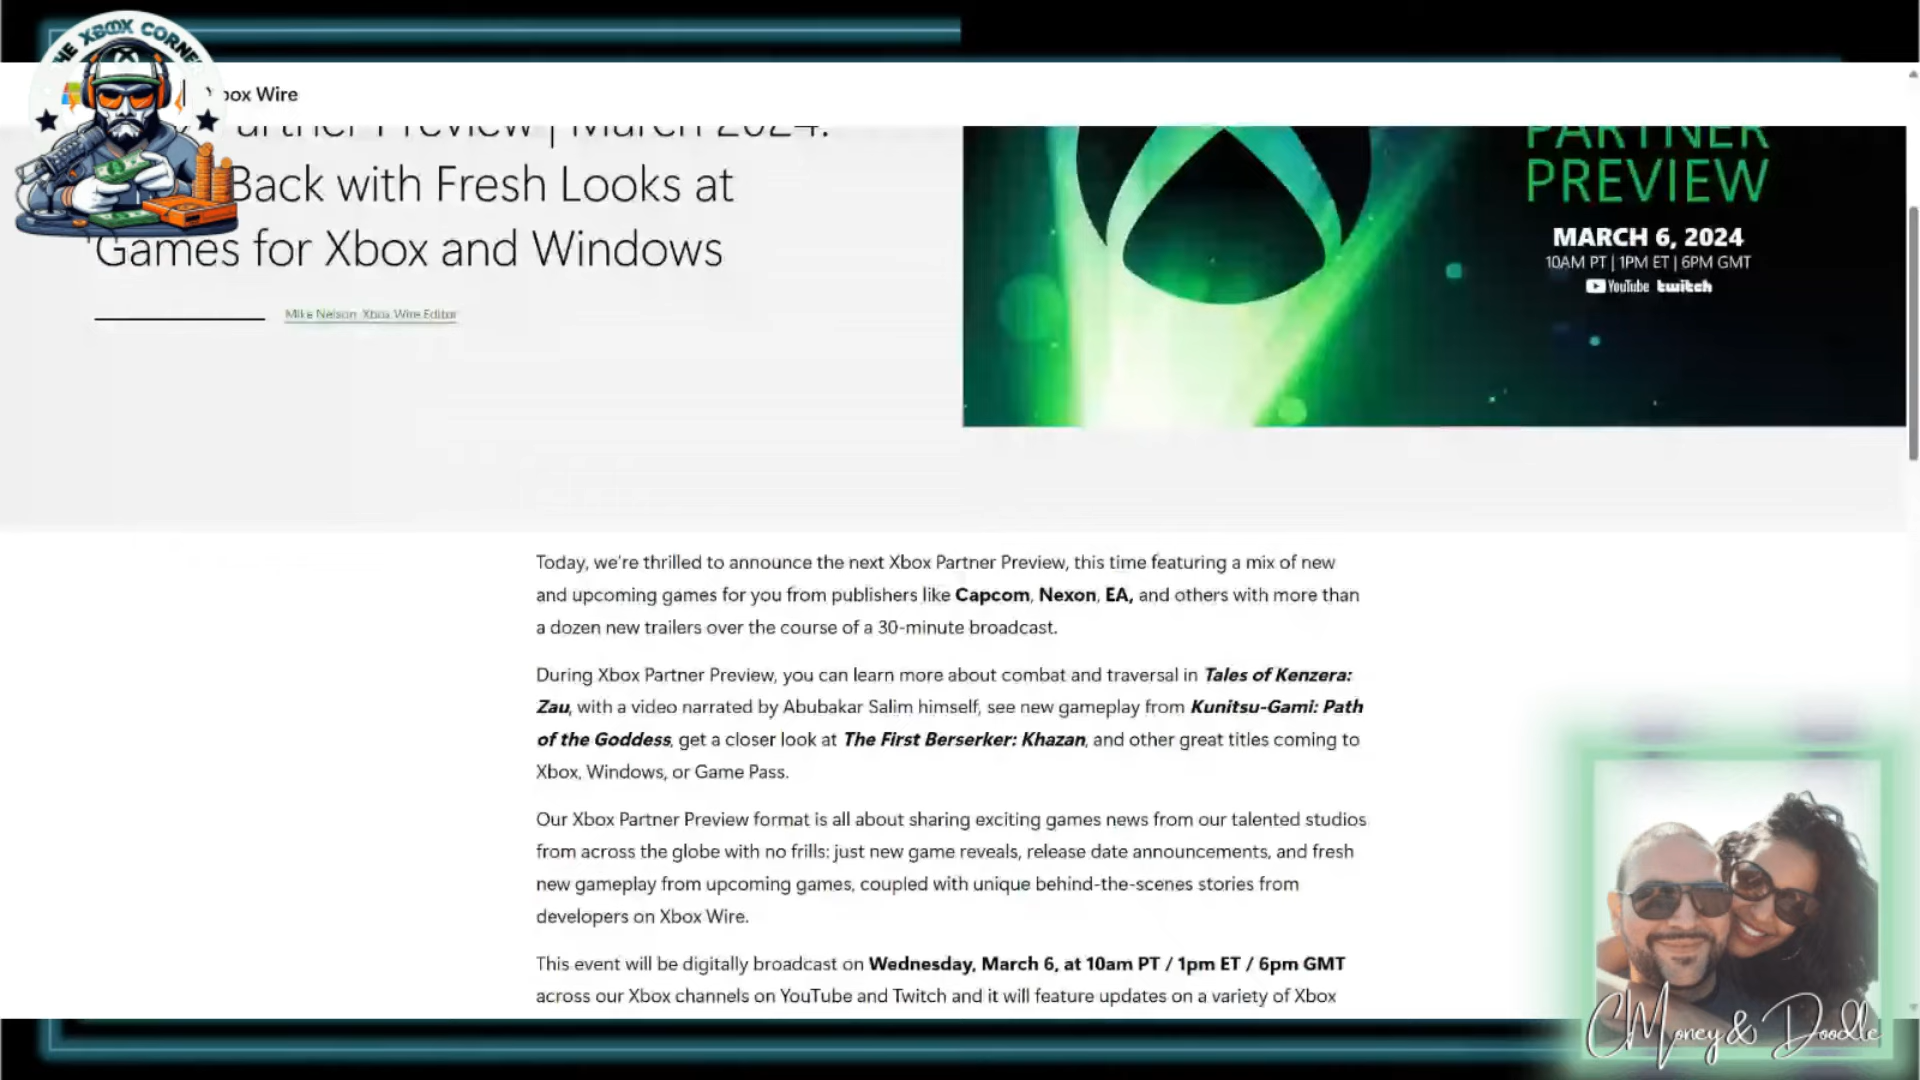 THE XBOX CORNER
Xbox Wire
Partner Preview | March 2024:
Back with Fresh Looks at
Games for Xbox and Windows
Mike Nelson, Xbox Wire Editor
PARTNER
PREVIEW
MARCH 6, 2024
10AM PT | 1PM ET | 6PM GMT
YouTube twitch
Today, we're thrilled to announce the next Xbox Partner Preview, this time featuring a mix of new
and upcoming games for you from publishers like Capcom, Nexon, EA, and others with more than
a dozen new trailers over the course of a 30-minute broadcast.
During Xbox Partner Preview, you can learn more about combat and traversal in Tales of Kenzera:
Zau, with a video narrated by Abubakar Salim himself, see new gameplay from Kunitsu-Gami: Path
of the Goddess, get a closer look at The First Berserker: Khazan, and other great titles coming to
Xbox, Windows, or Game Pass.
Our Xbox Partner Preview format is all about sharing exciting games news from our talented studios
from across the globe with no frills: just new game reveals, release date announcements, and fresh
new gameplay from upcoming games, coupled with unique behind-the-scenes stories from
developers on Xbox Wire.
This event will be digitally broadcast on Wednesday, March 6, at 10am PT / 1pm ET / 6pm GMT
across our Xbox channels on YouTube and Twitch and it will feature updates on a variety of Xbox
CMoney & Doodle